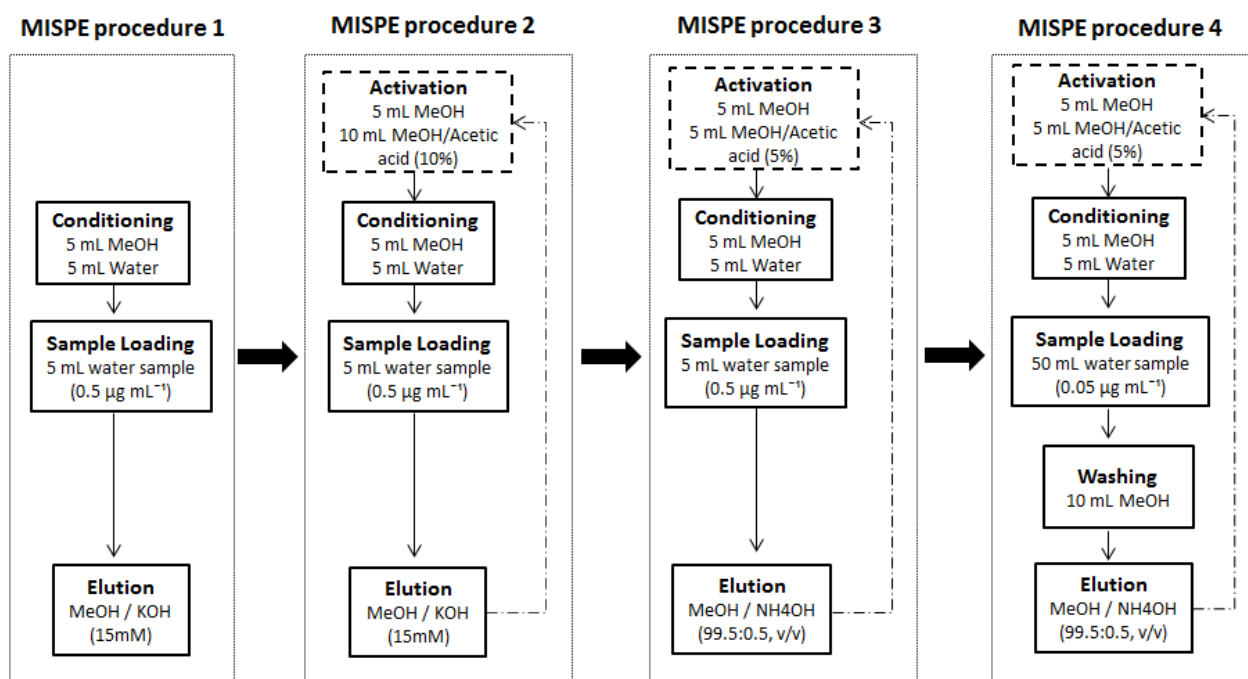 MISPE procedure 1
Conditioning
5 mL MeOH
5 mL Water
Sample Loading
5 mL water sample
(0.5 µg mL⁻¹)
Elution
MeOH / KOH
(15mM)
MISPE procedure 2
Activation
5 mL MeOH
10 mL MeOH/Acetic
acid (10%)
Conditioning
5 mL MeOH
5 mL Water
Sample Loading
5 mL water sample
(0.5 µg mL⁻¹)
Elution
MeOH / KOH
(15mM)
MISPE procedure 3
Activation
5 mL MeOH
5 mL MeOH/Acetic
acid (5%)
Conditioning
5 mL MeOH
5 mL Water
Sample Loading
5 mL water sample
(0.5 µg mL⁻¹)
Elution
MeOH / NH4OH
(99.5:0.5, v/v)
MISPE procedure 4
Activation
5 mL MeOH
5 mL MeOH/Acetic
acid (5%)
Conditioning
5 mL MeOH
5 mL Water
Sample Loading
50 mL water sample
(0.05 µg mL⁻¹)
Washing
10 mL MeOH
Elution
MeOH / NH4OH
(99.5:0.5, v/v)